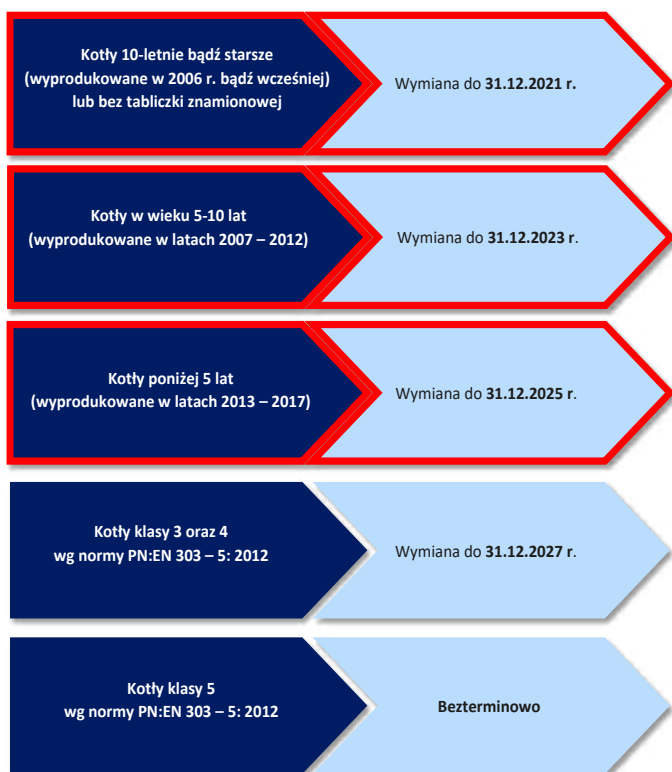 Kotły 10-letnie bądź starsze
(wyprodukowane w 2006 r. bądź wcześniej)
lub bez tabliczki znamionowej
Wymiana do 31.12.2021 r.
Kotły w wieku 5-10 lat
(wyprodukowane w latach 2007 – 2012)
Wymiana do 31.12.2023 r.
Kotły poniżej 5 lat
(wyprodukowane w latach 2013 – 2017)
Wymiana do 31.12.2025 r.
Kotły klasy 3 oraz 4
wg normy PN:EN 303 – 5: 2012
Wymiana do 31.12.2027 r.
Kotły klasy 5
wg normy PN:EN 303 – 5: 2012
Bezterminowo